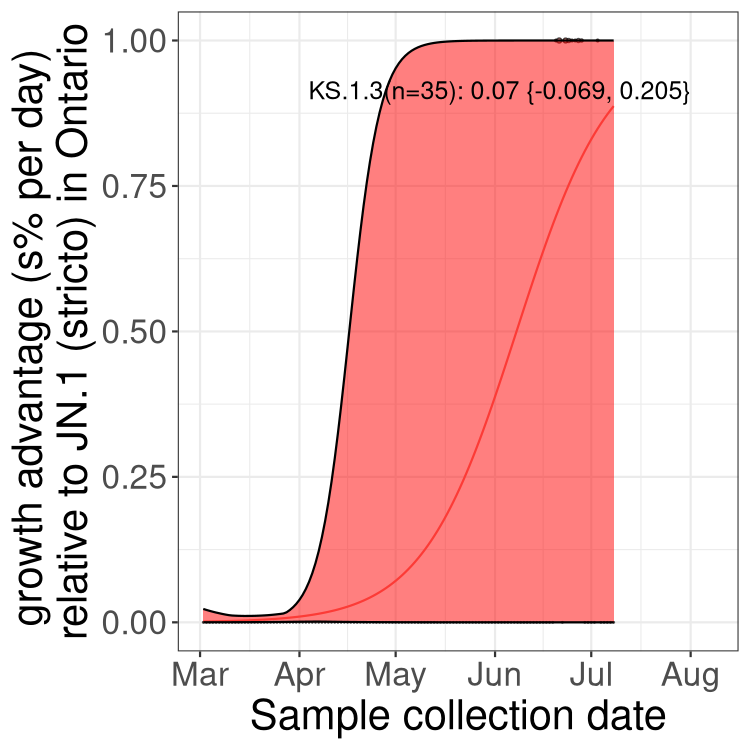 growth advantage (s% per day)
relative to JN.1 (stricto) in Ontario
1.00
0.75
0.50
0.25
0.00
KS.1.3(n=35): 0.07 {-0.069, 0.205}
Mar Apr May Jun Jul Aug
Sample collection date